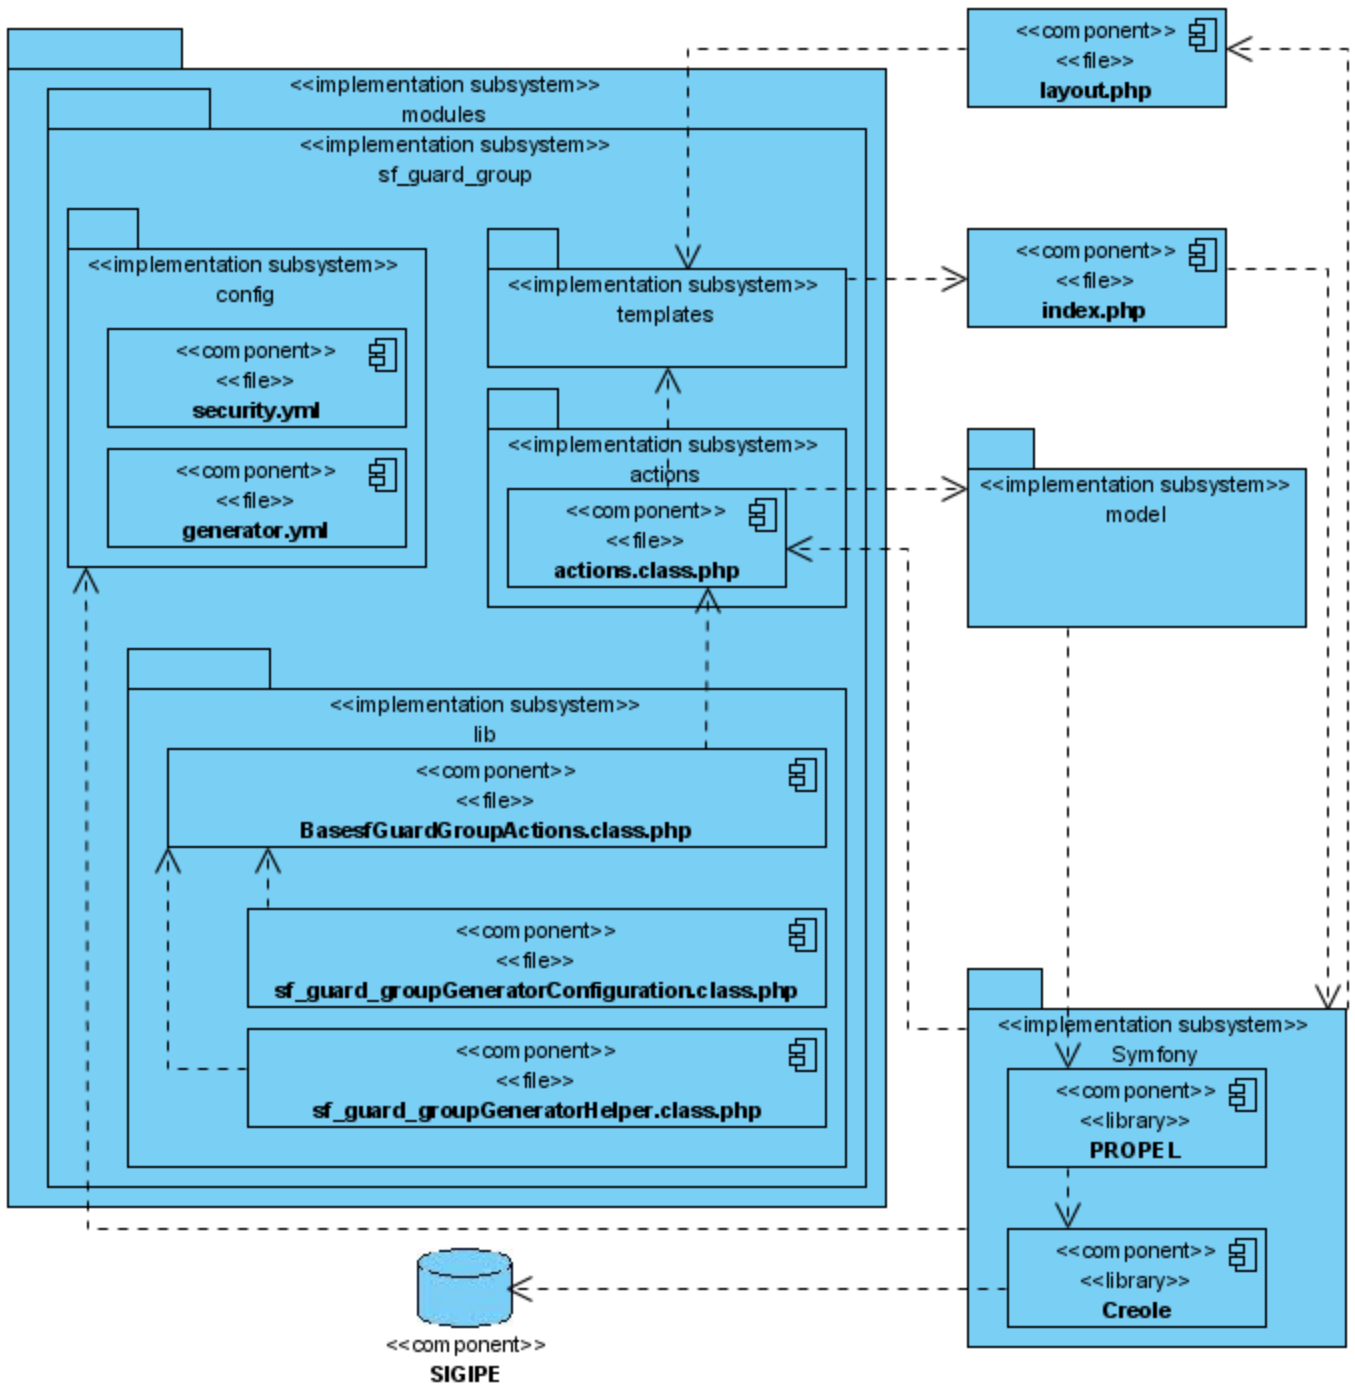 <<component>>
<<file>>
layout.php
<<implementation subsystem>>
modules
<<implementation subsystem>>
sf_guard_group
<<implementation subsystem>>
config
<<component>>
<<file>>
security.yml
<<component>>
<<file>>
generator.yml
<<implementation subsystem>>
templates
<<component>>
<<file>>
index.php
<<implementation subsystem>>
actions
<<component>>
<<file>>
actions.class.php
<<implementation subsystem>>
model
<<implementation subsystem>>
lib
<<component>>
<<file>>
BasesfGuardGroupActions.class.php
<<component>>
<<file>>
sf_guard_groupGeneratorConfiguration.class.php
<<component>>
<<file>>
sf_guard_groupGeneratorHelper.class.php
<<implementation subsystem>>
Symfony
<<component>>
<<library>>
PROPEL
<<component>>
<<library>>
Creole
<<component>>
SIGIPE